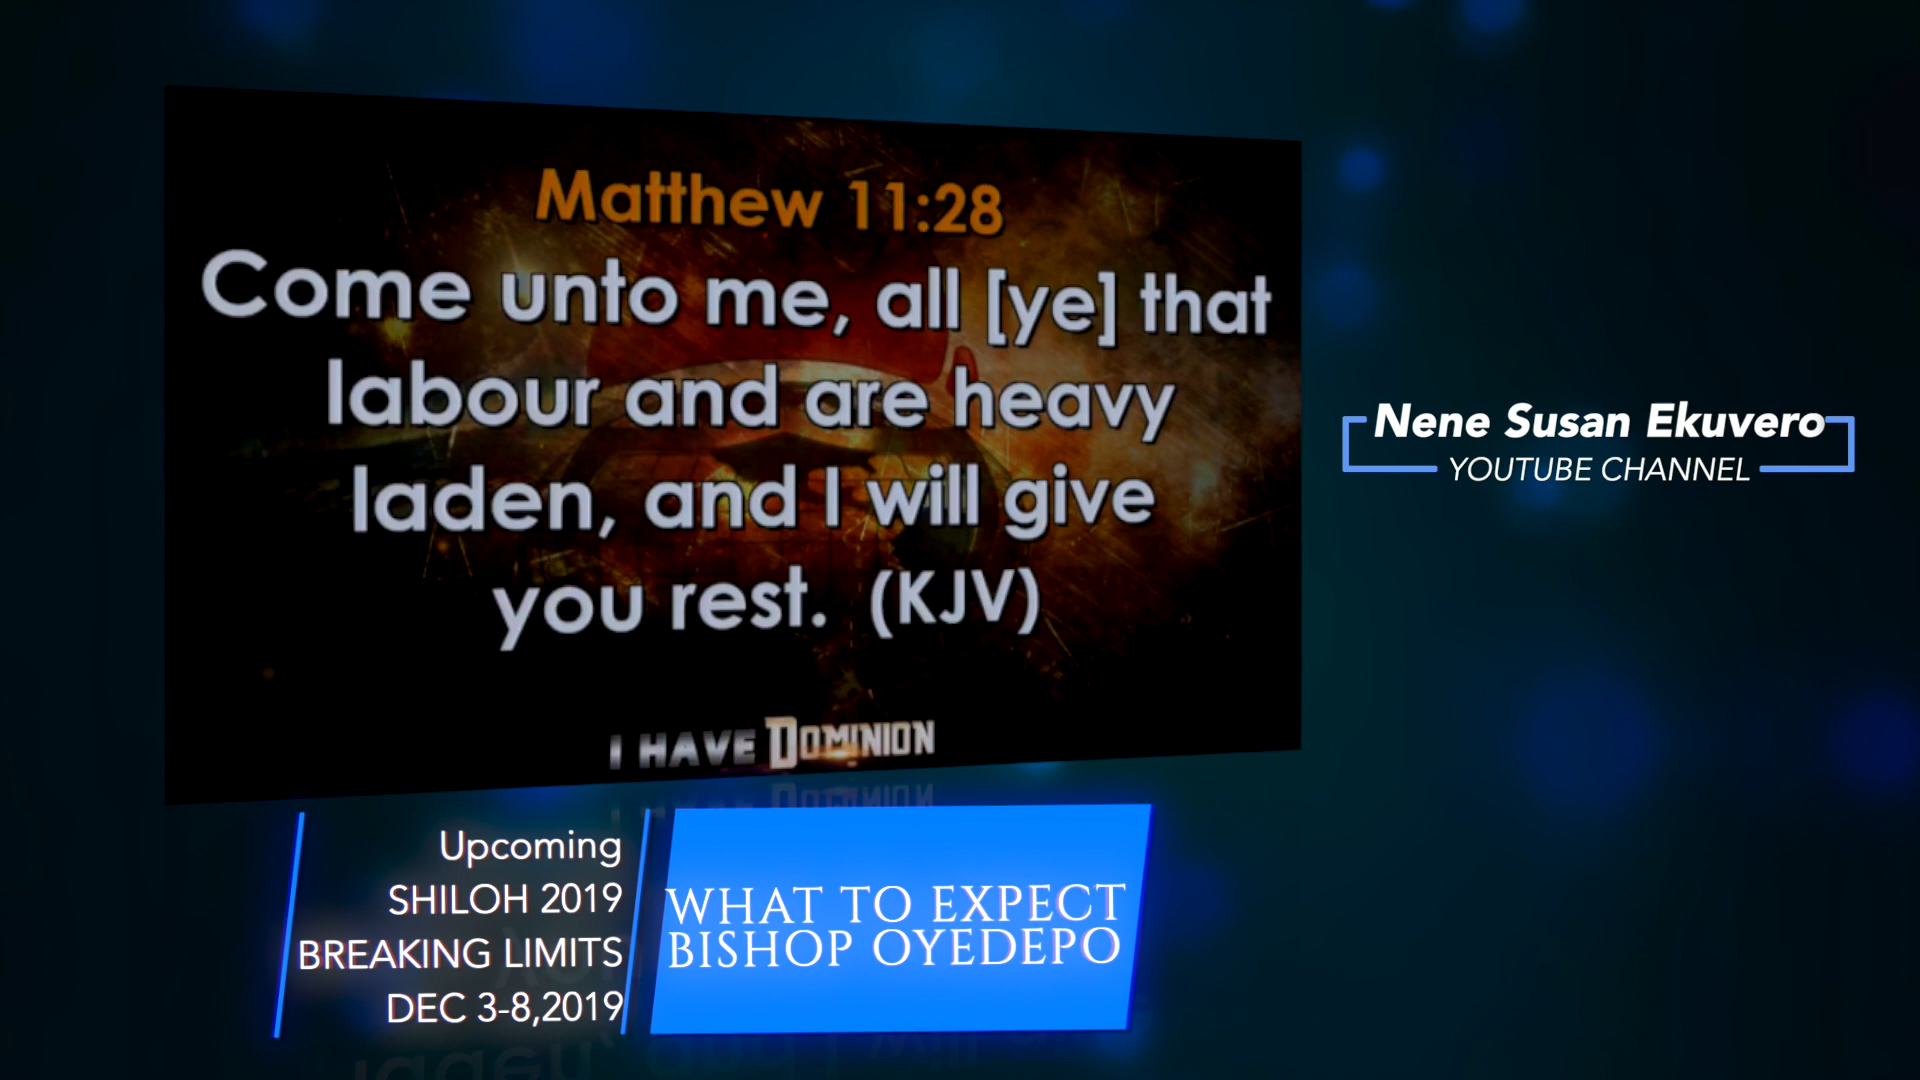 Matthew 11:28
Come unto me, all [ye] that
labour and are heavy
laden, and I will give
you rest. (KJV)
I HAVE DOMINION
Nene Susan Ekuvero
YOUTUBE CHANNEL
Upcoming
SHILOH 2019
BREAKING LIMITS
DEC 3-8,2019
WHAT TO EXPECT
BISHOP OYEDEPO